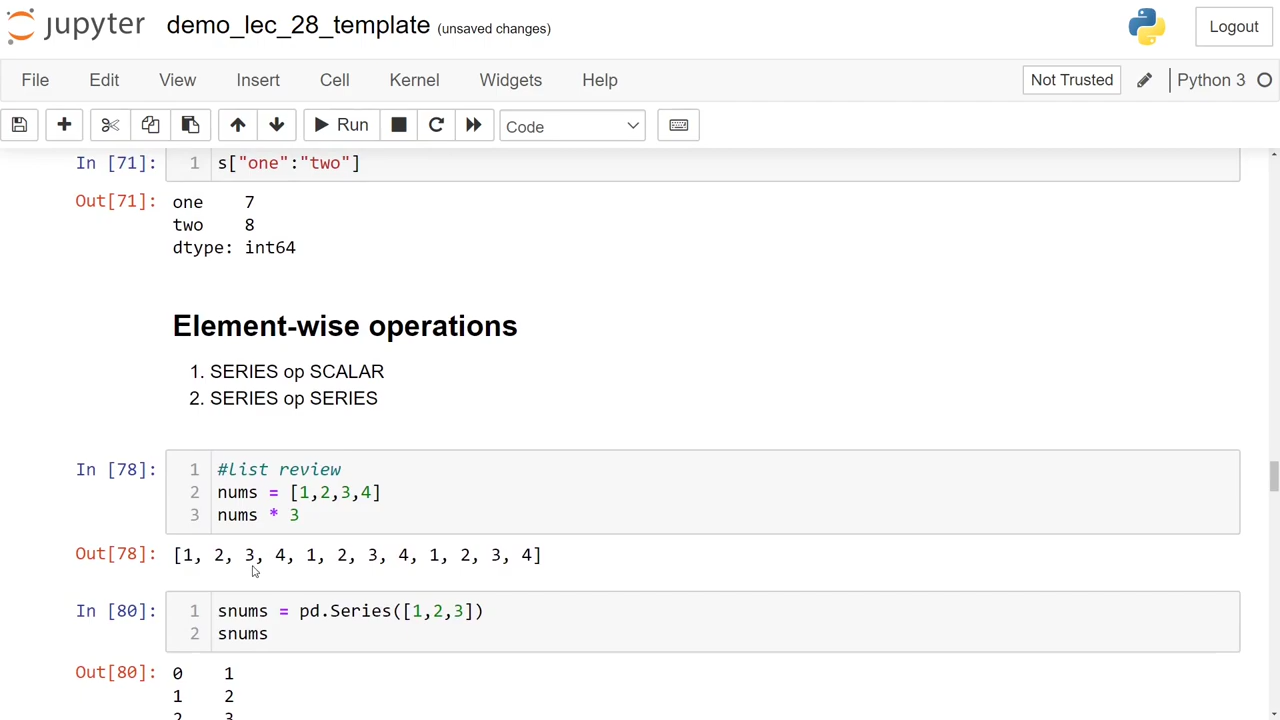 jupyter demo_lec_28_template (unsaved changes) Logout
File Edit View Insert Cell Kernel Widgets Help Not Trusted Python 3
Run Code
In [71]: 1 s["one":"two"]
Out[71]: one 7
two 8
dtype: int64
Element-wise operations
1. SERIES op SCALAR
2. SERIES op SERIES
In [78]: 1 #list review
2 nums = [1,2,3,4]
3 nums * 3
Out[78]: [1, 2, 3, 4, 1, 2, 3, 4, 1, 2, 3, 4]
In [80]: 1 snums = pd.Series([1,2,3])
2 snums
Out[80]: 0 1
1 2
2 3